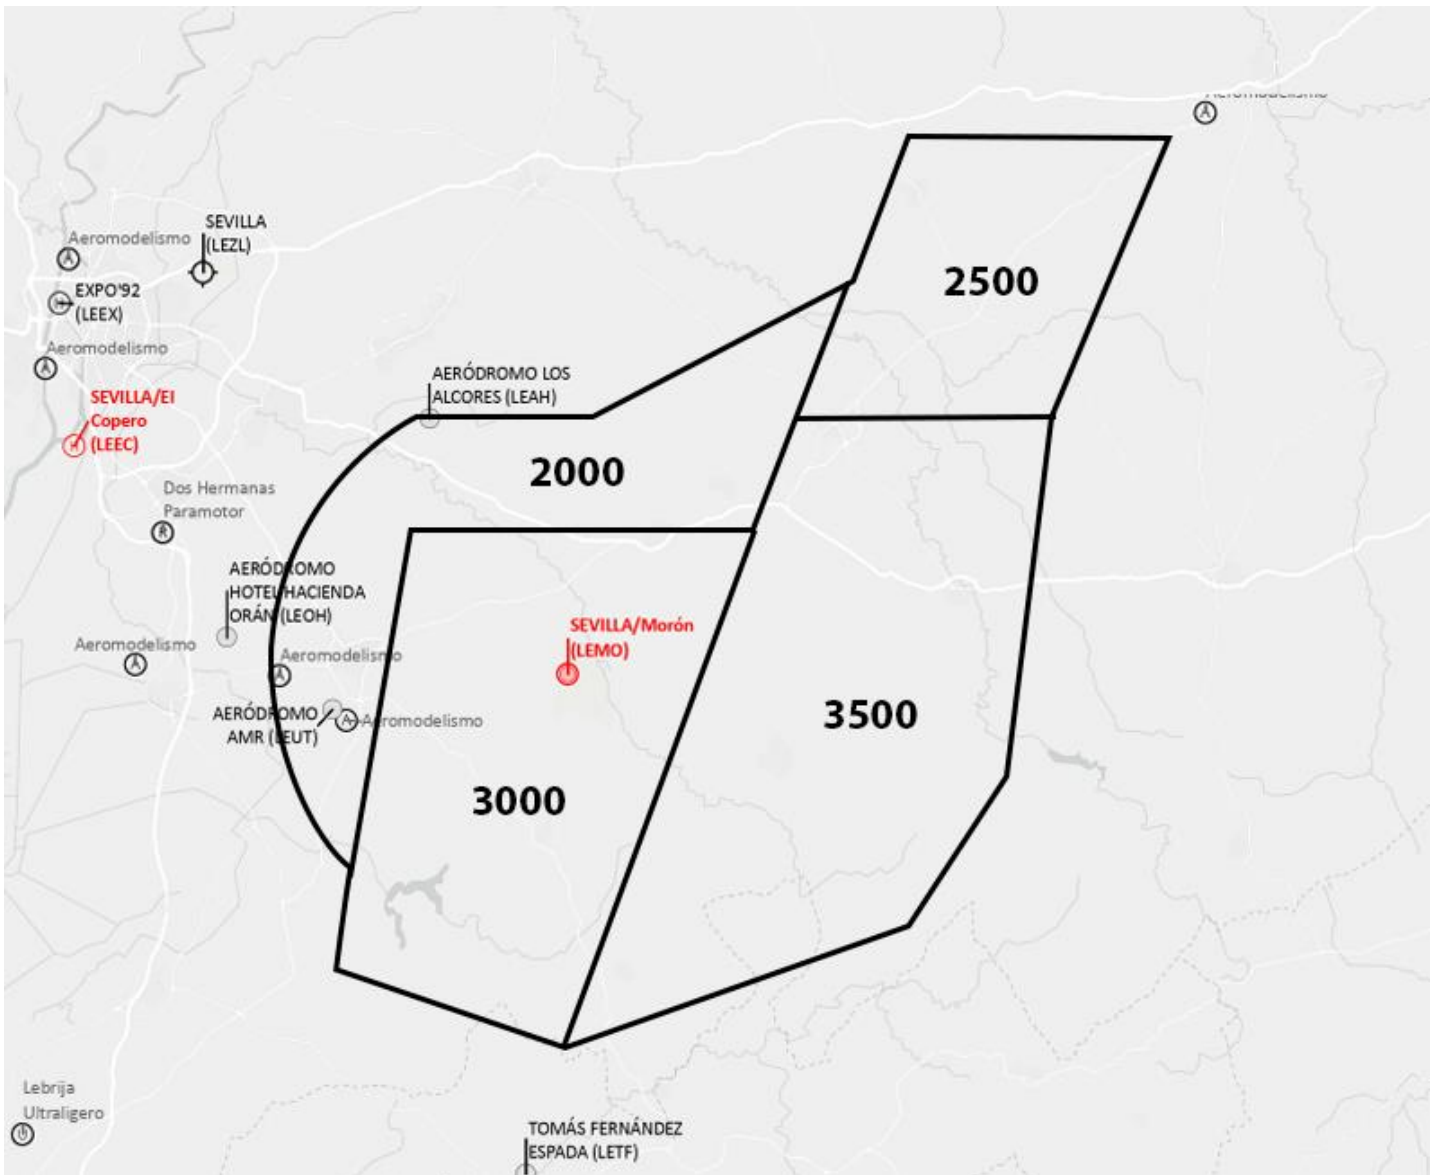 SEVILLA
(LEZL)
Aeromodelismo
EXPO'92
(LEEX)
2500
Aeromodelismo
AERÓDROMO LOS
ALCORES (LEAH)
SEVILLA/El
Copero
(LEEC)
2000
Dos Hermanas
Paramotor
AERÓDROMO
HOTEL HACIENDA
ORÁN (LEOH)
SEVILLA/Morón
(LEMO)
Aeromodelismo
Aeromodelismo
AERÓDROMO
AMR (LEUT)
Aeromodelismo
3500
3000
Lebrija
Ultraligero
TOMÁS FERNÁNDEZ
ESPADA (LETF)